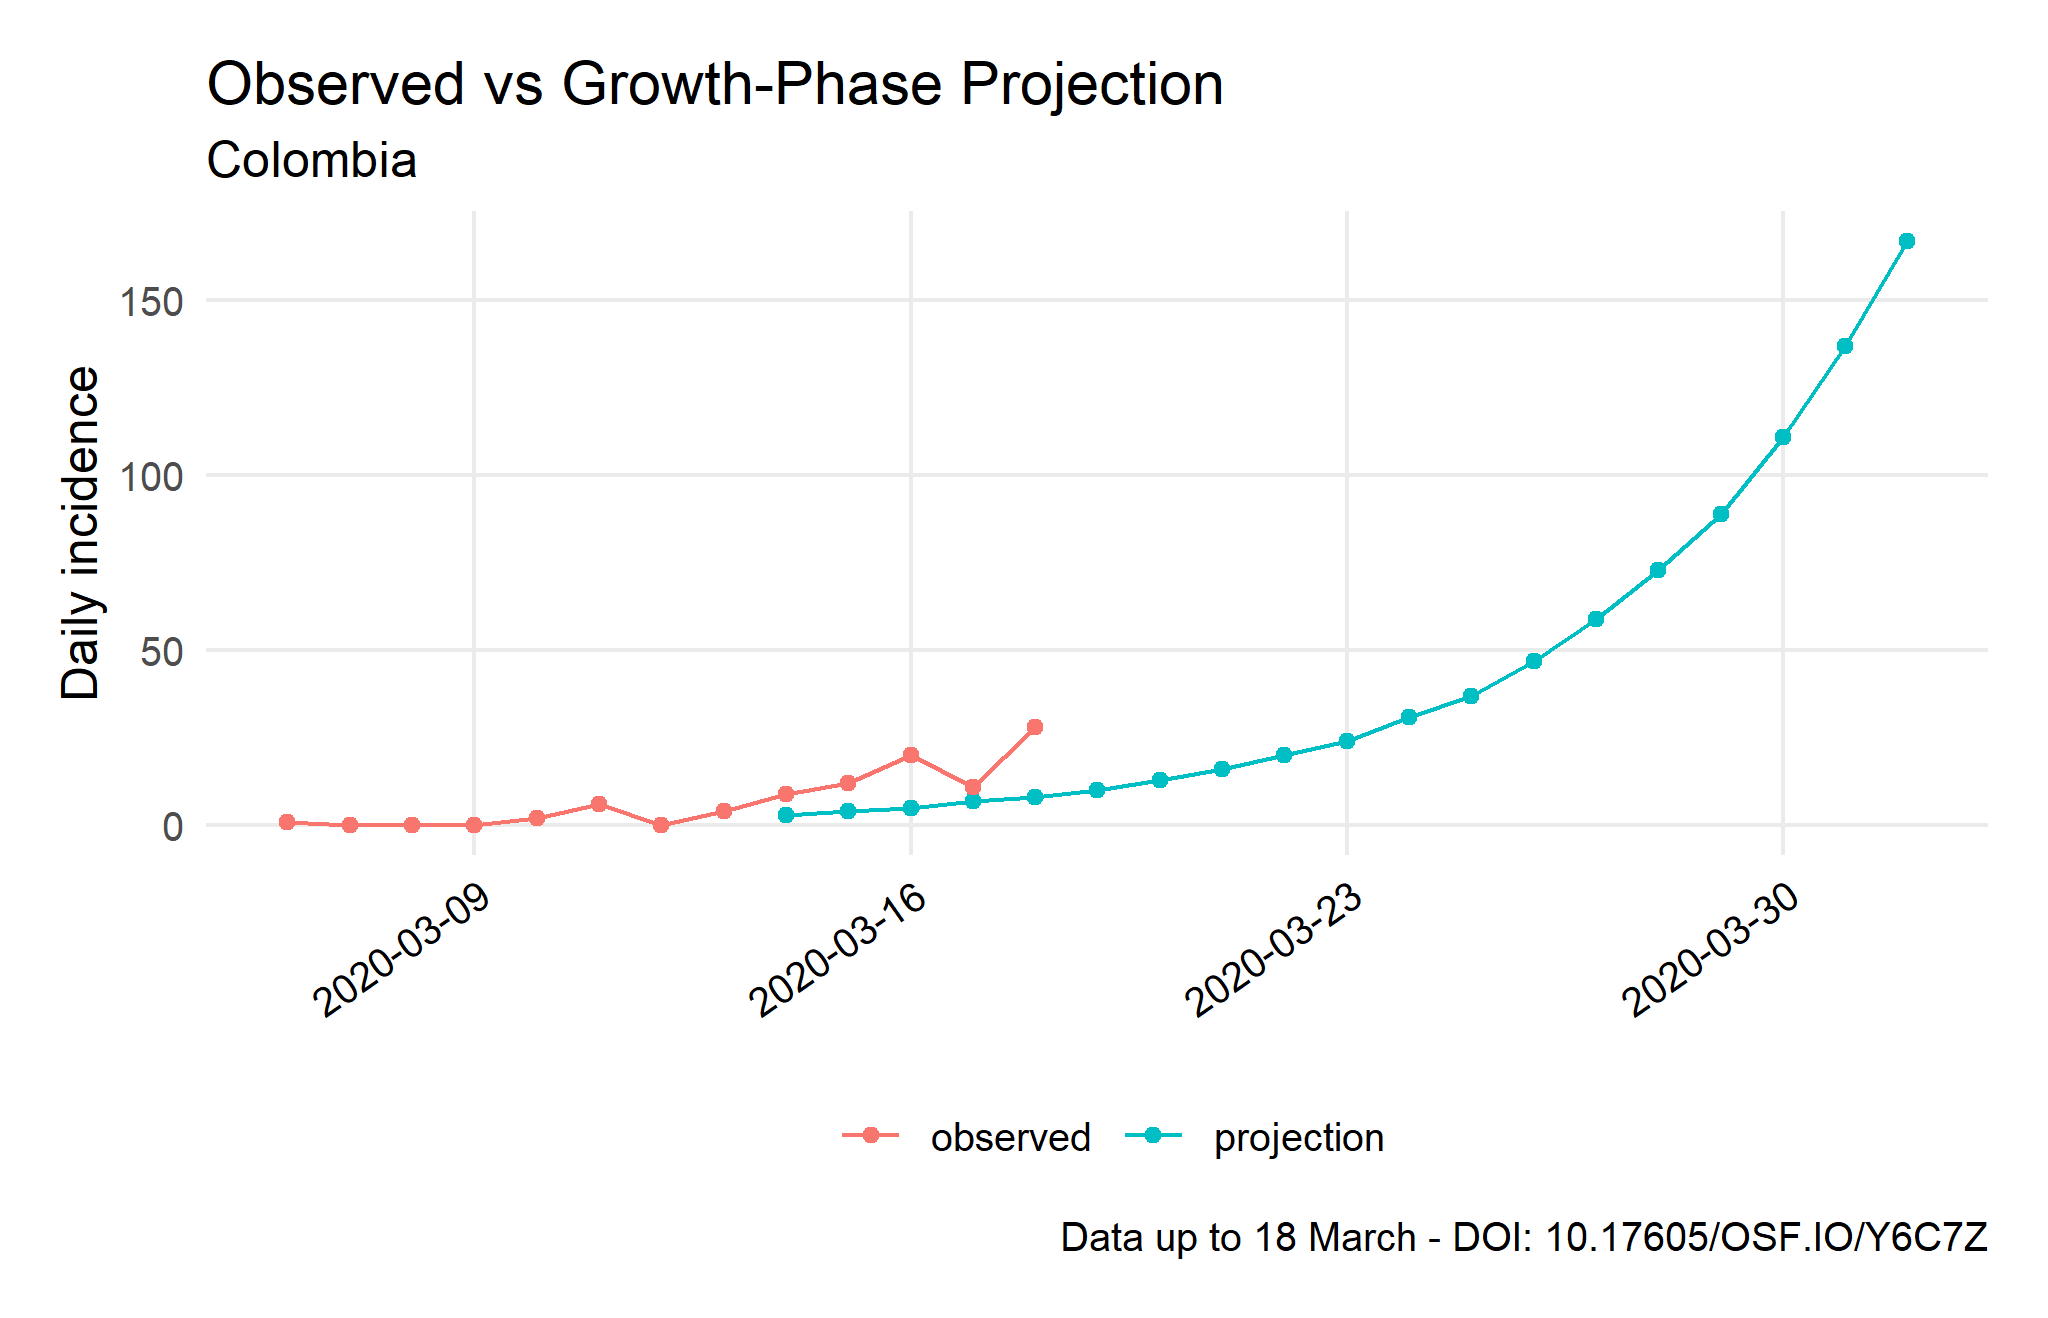 Observed vs Growth-Phase Projection
Colombia
Daily incidence
150
100
50
0
2020-03-09
2020-03-16
2020-03-23
2020-03-30
observed
projection
Data up to 18 March - DOI: 10.17605/OSF.IO/Y6C7Z